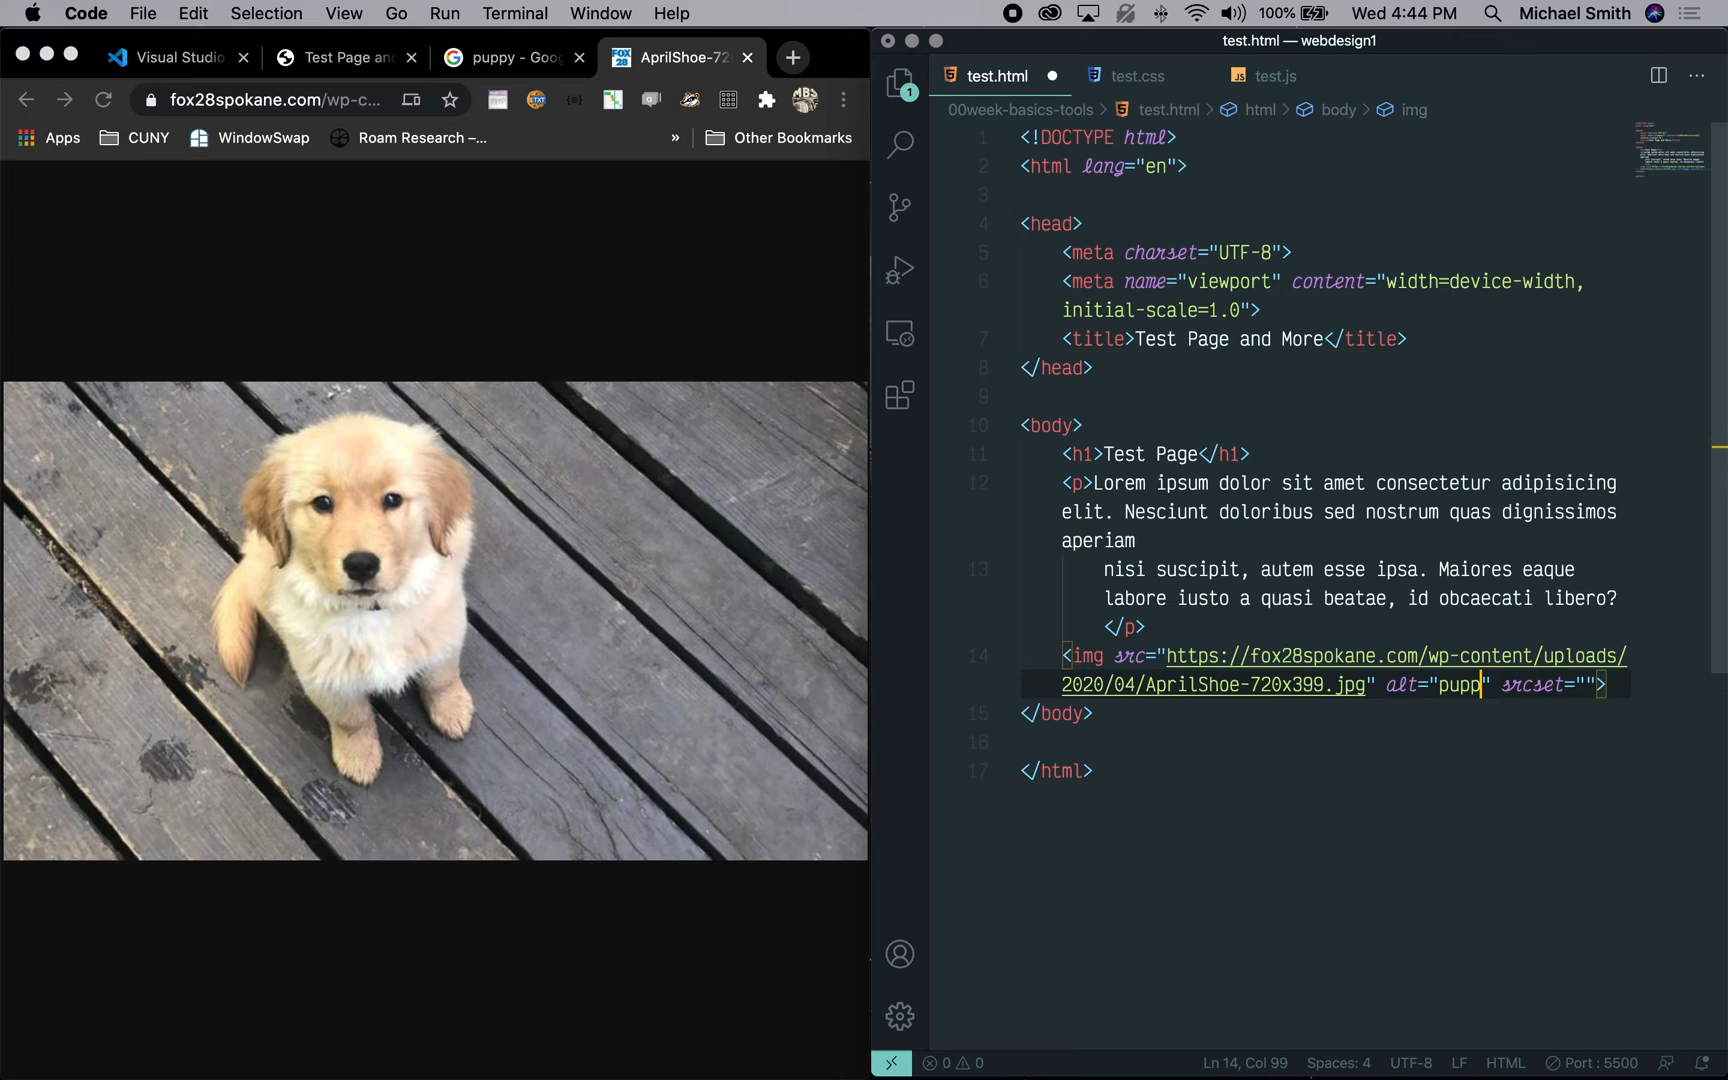 Code File Edit Selection View Go Run Terminal Window Help 100% Wed 4:44 PM Michael Smith
Visual Studio Test Page an puppy - Goo FOX 28 AprilShoe-72
fox28spokane.com/wp-c...
Apps CUNY WindowSwap Roam Research –... » Other Bookmarks
test.html — webdesign1
test.html test.css JS test.js
1
00week-basics-tools > test.html > html > body > img
1 <!DOCTYPE html>
2 <html lang="en">
3
4 <head>
5 <meta charset="UTF-8">
6 <meta name="viewport" content="width=device-width,
initial-scale=1.0">
7 <title>Test Page and More</title>
8 </head>
9
10 <body>
11 <h1>Test Page</h1>
12 <p>Lorem ipsum dolor sit amet consectetur adipisicing
elit. Nesciunt doloribus sed nostrum quas dignissimos
aperiam
13 nisi suscipit, autem esse ipsa. Maiores eaque
labore iusto a quasi beatae, id obcaecati libero?
</p>
14 <img src="https://fox28spokane.com/wp-content/uploads/
2020/04/AprilShoe-720x399.jpg" alt="pupp" srcset="">
15 </body>
16
17 </html>
0 0 Ln 14, Col 99 Spaces: 4 UTF-8 LF HTML Port : 5500